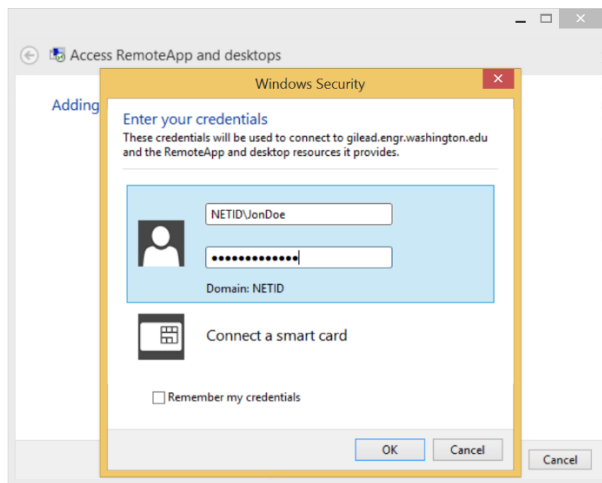 Access RemoteApp and desktops
Windows Security
Adding
Enter your credentials
These credentials will be used to connect to gilead.engr.washington.edu
and the RemoteApp and desktop resources it provides.
NETID\JonDoe
•••••••••••••
Domain: NETID
Connect a smart card
Remember my credentials
OK
Cancel
Cancel